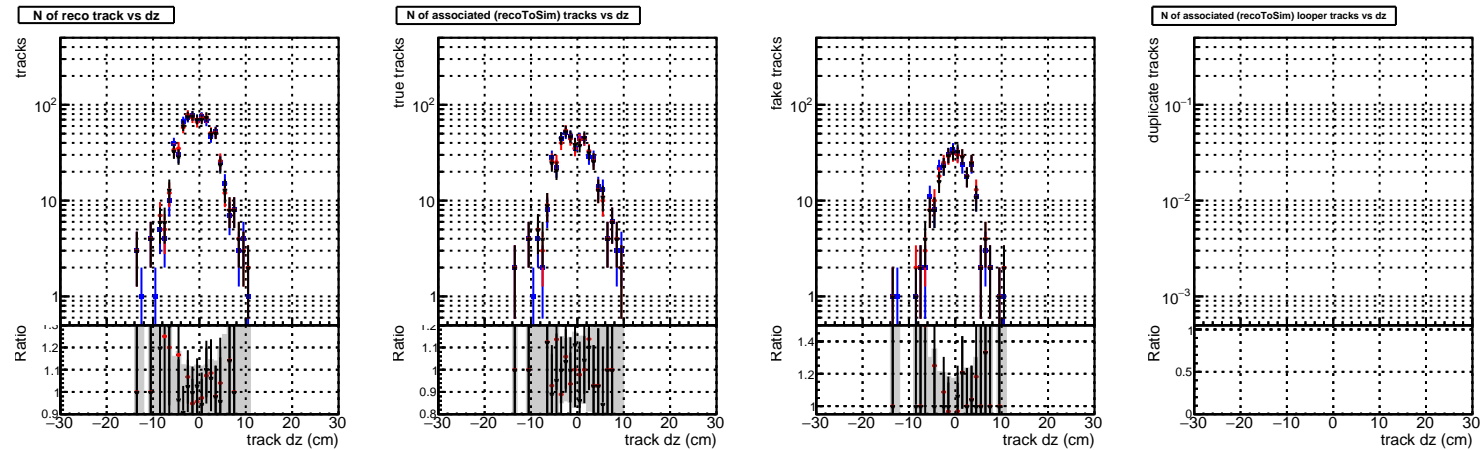 N of reco track vs dz
tracks
10²
10
1
Ratio
1.3
1.2
1.1
1
0.9
−30 −20 −10 0 10 20 30
track dz (cm)
N of associated (recoToSim) tracks vs dz
true tracks
10²
10
1
Ratio
1.2
1.1
1
0.9
0.8
−30 −20 −10 0 10 20 30
track dz (cm)
fake tracks
10²
10
1
Ratio
1.4
1.2
1
−30 −20 −10 0 10 20 30
track dz (cm)
N of associated (recoToSim) looper tracks vs dz
duplicate tracks
10⁻¹
10⁻²
10⁻³
Ratio
1
0.5
0
−30 −20 −10 0 10 20 30
track dz (cm)